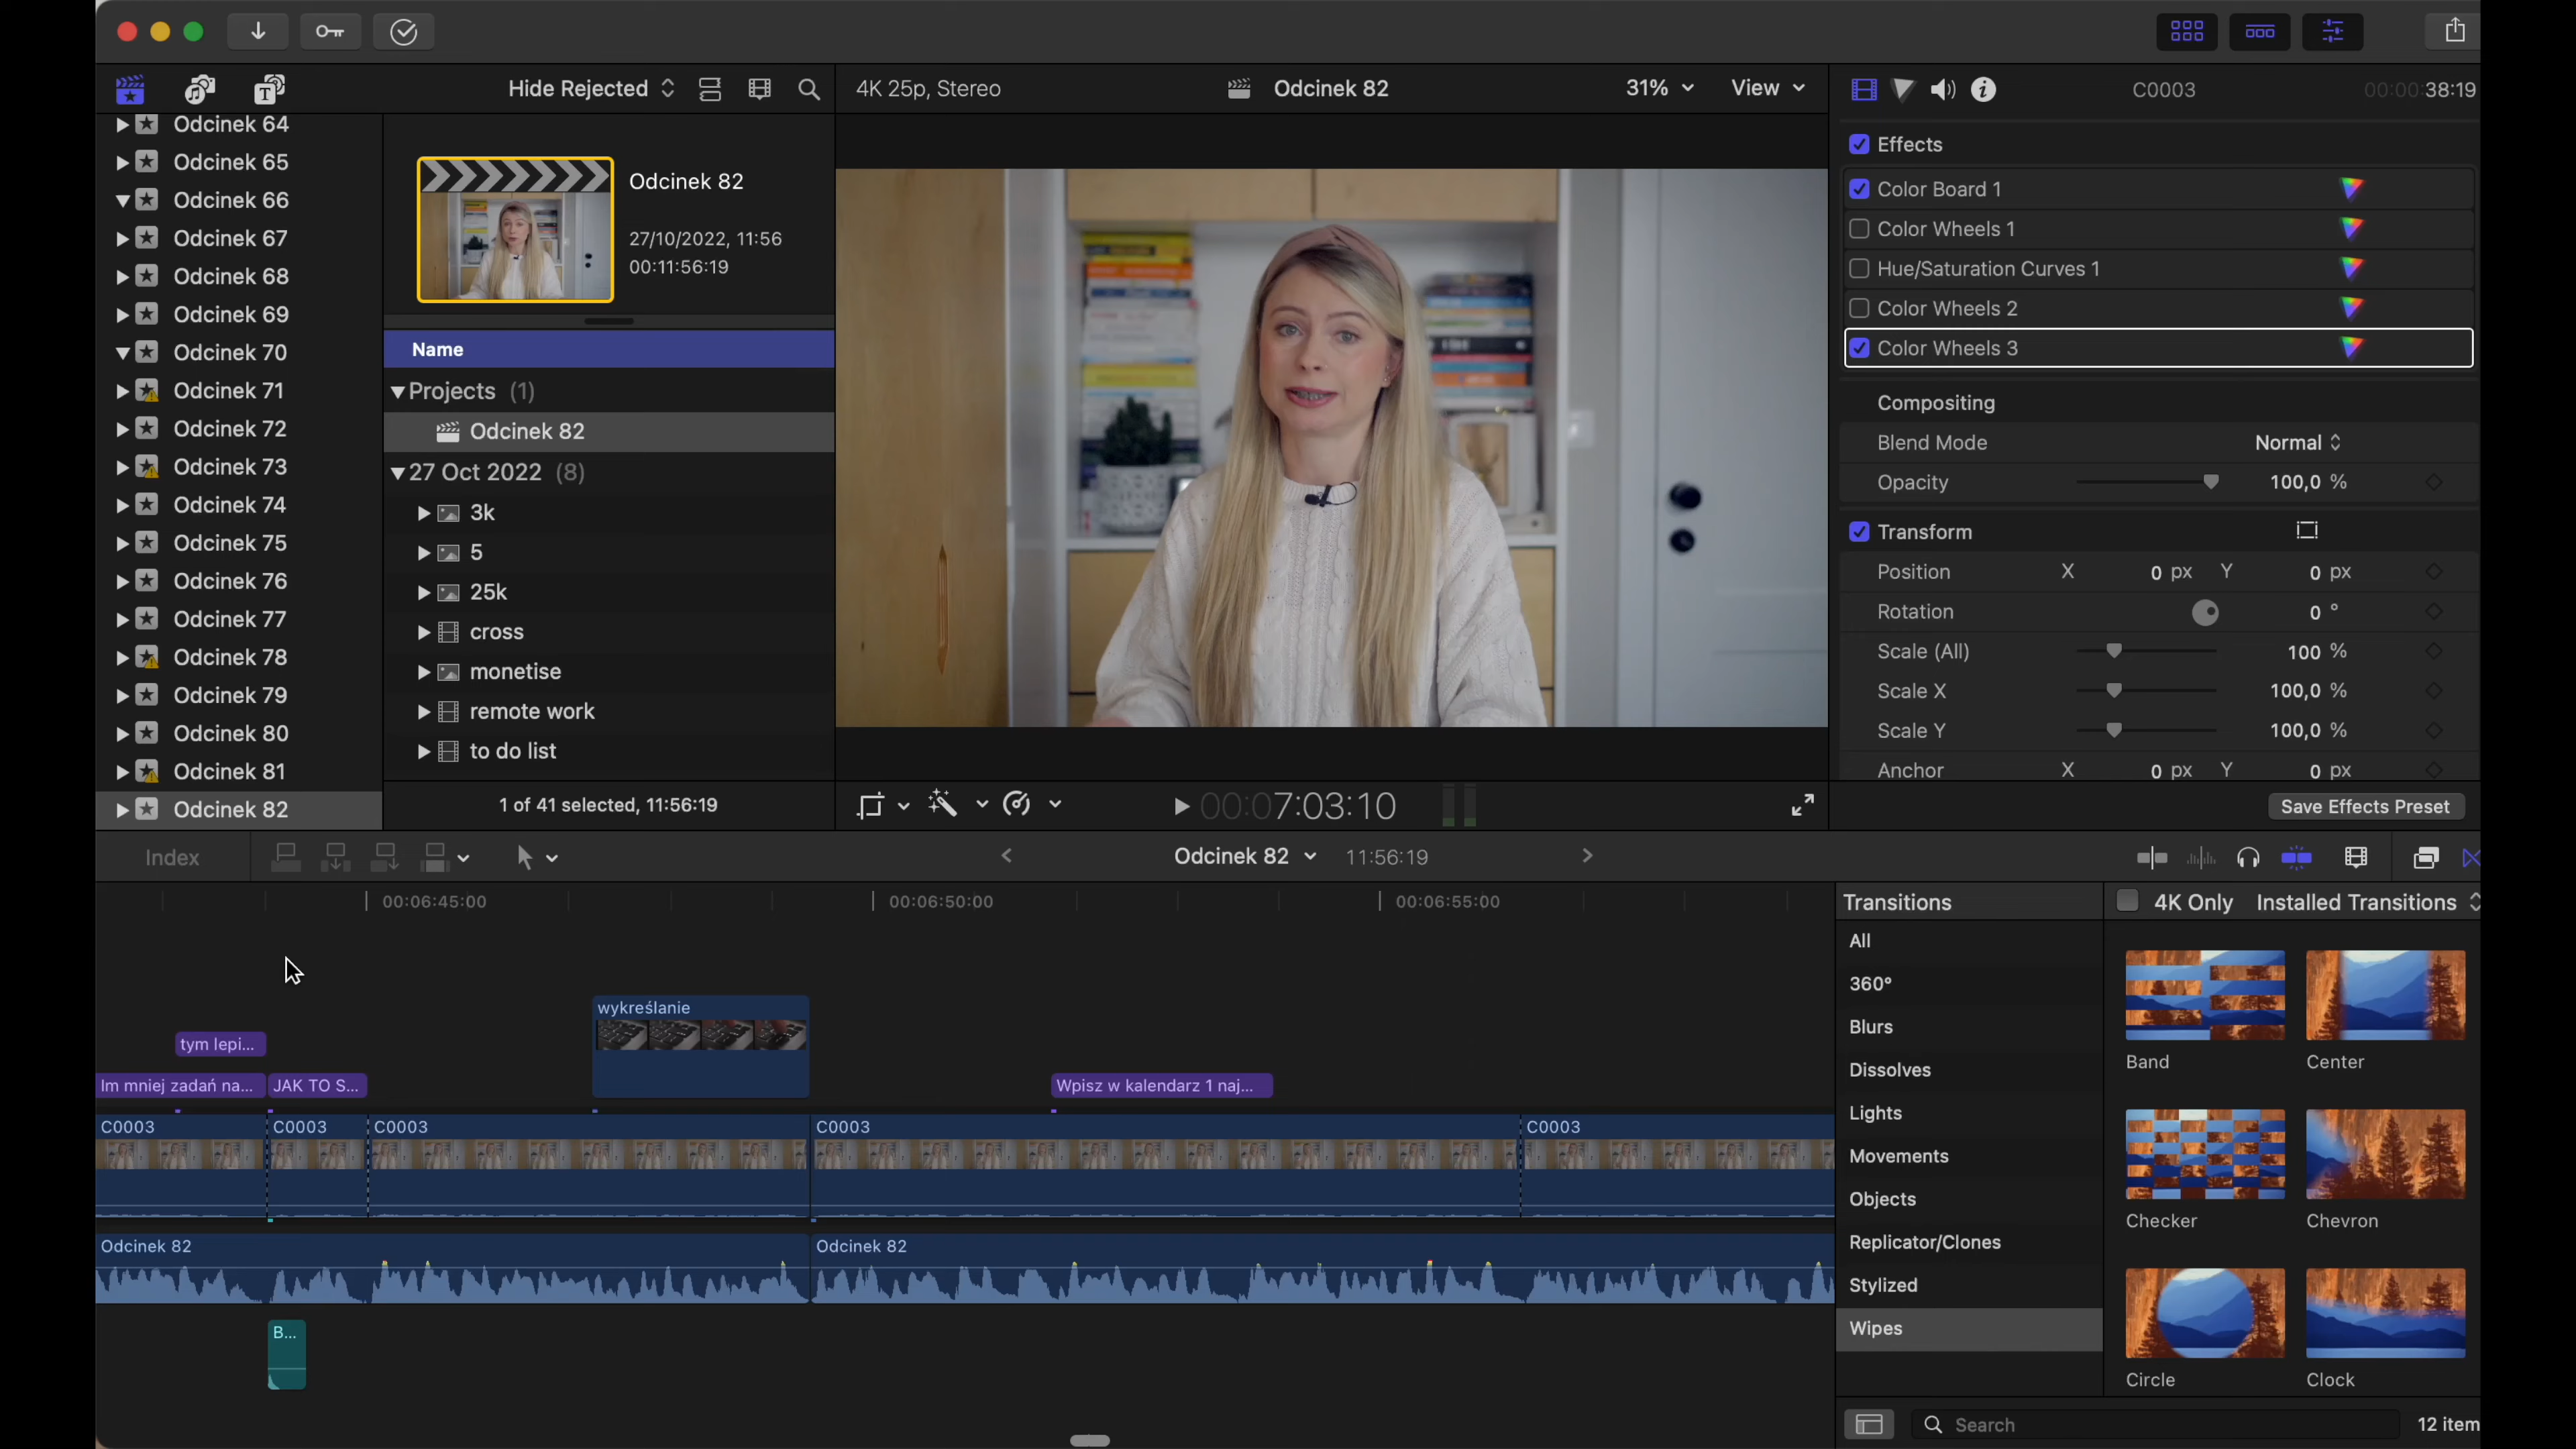 Hide Rejected
4K 25p, Stereo
Odcinek 82
31%
View
C0003
00:00:38:19
Odcinek 64
Odcinek 65
Odcinek 66
Odcinek 67
Odcinek 68
Odcinek 69
Odcinek 70
Odcinek 71
Odcinek 72
Odcinek 73
Odcinek 74
Odcinek 75
Odcinek 76
Odcinek 77
Odcinek 78
Odcinek 79
Odcinek 80
Odcinek 81
Odcinek 82
Odcinek 82
27/10/2022, 11:56
00:11:56:19
Name
Projects (1)
Odcinek 82
27 Oct 2022 (8)
3k
5
25k
cross
monetise
remote work
to do list
1 of 41 selected, 11:56:19
00:07:03:10
Effects
Color Board 1
Color Wheels 1
Hue/Saturation Curves 1
Color Wheels 2
Color Wheels 3
Compositing
Blend Mode Normal
Opacity 100,0 %
Transform
Position X 0 px Y 0 px
Rotation 0 °
Scale (All) 100 %
Scale X 100,0 %
Scale Y 100,0 %
Anchor X 0 px Y 0 px
Save Effects Preset
Index
Odcinek 82 11:56:19
00:06:45:00 00:06:50:00 00:06:55:00
wykreślanie
tym lepi...
Im mniej zadań na... JAK TO S... Wpisz w kalendarz 1 naj...
C0003 C0003 C0003 C0003 C0003
Odcinek 82 Odcinek 82
B...
Transitions
4K Only Installed Transitions
All
360°
Blurs
Dissolves
Lights
Movements
Objects
Replicator/Clones
Stylized
Wipes
Band Center
Checker Chevron
Circle Clock
Search
12 item